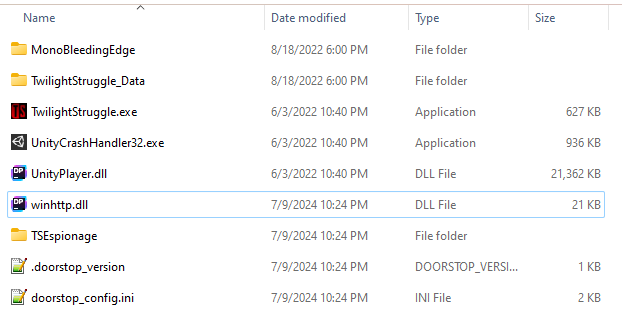 Name Date modified Type Size
MonoBleedingEdge 8/18/2022 6:00 PM File folder
TwilightStruggle_Data 8/18/2022 6:00 PM File folder
TS TwilightStruggle.exe 6/3/2022 10:40 PM Application 627 KB
UnityCrashHandler32.exe 6/3/2022 10:40 PM Application 936 KB
DP UnityPlayer.dll 6/3/2022 10:40 PM DLL File 21,362 KB
DP winhttp.dll 7/9/2024 10:24 PM DLL File 21 KB
TSEspionage 7/9/2024 10:24 PM File folder
.doorstop_version 7/9/2024 10:24 PM DOORSTOP_VERSI... 1 KB
doorstop_config.ini 7/9/2024 10:24 PM INI File 2 KB